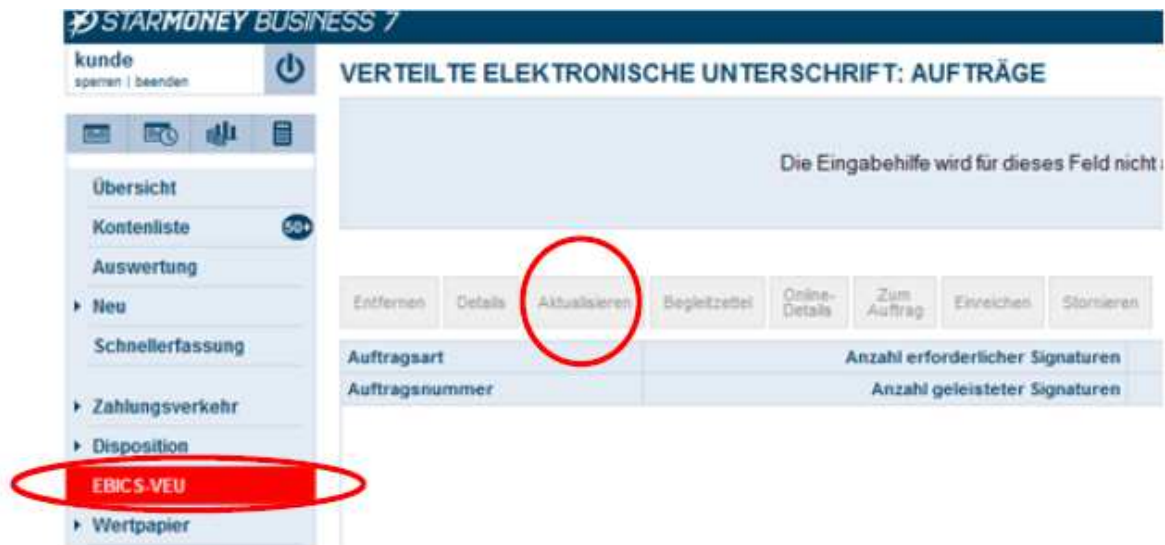 STARMONEY BUSINESS 7
kunde
sperren | beenden
VERTEILTE ELEKTRONISCHE UNTERSCHRIFT: AUFTRÄGE
Die Eingabehilfe wird für dieses Feld nicht
Übersicht
Kontenliste 50+
Auswertung
Neu
Schnellerfassung
Zahlungsverkehr
Disposition
EBICS-VEU
Wertpapier
Entfernen Details Aktualisieren Begleitzettel Online-Details Zum Auftrag Einreichen Stornieren
Auftragsart Anzahl erforderlicher Signaturen
Auftragsnummer Anzahl geleisteter Signaturen